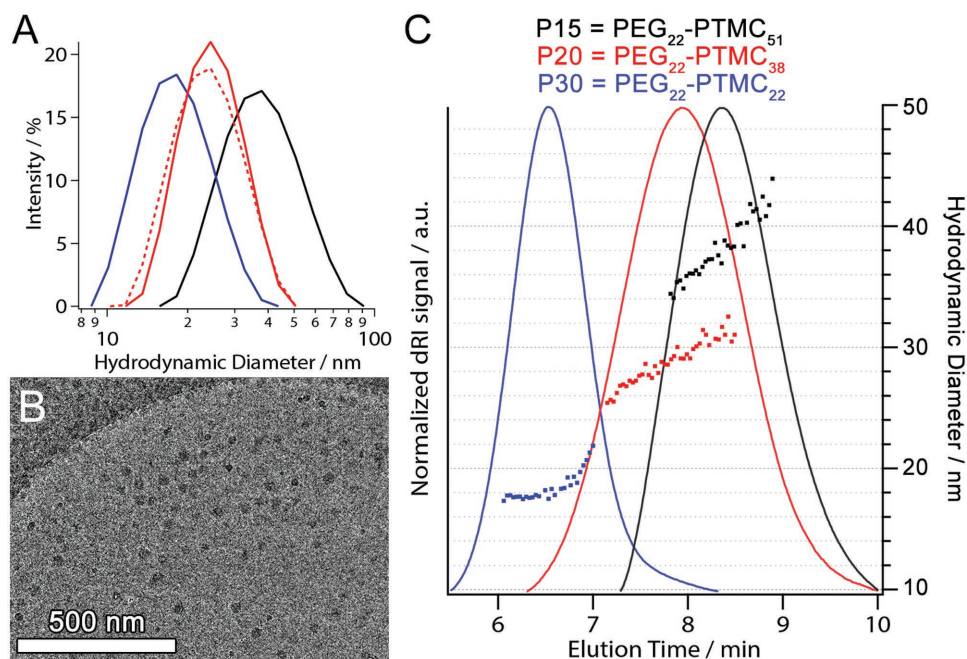 A
Intensity / %
20
15
10
5
0
8 9 10 2 3 4 5 6 7 8 9 100
Hydrodynamic Diameter / nm
B
500 nm
C
P15 = PEG₂₂-PTMC₅₁
P20 = PEG₂₂-PTMC₃₈
P30 = PEG₂₂-PTMC₂₂
Normalized dRI signal / a.u.
50
40
30
20
10
Hydrodynamic Diameter / nm
6 7 8 9 10
Elution Time / min